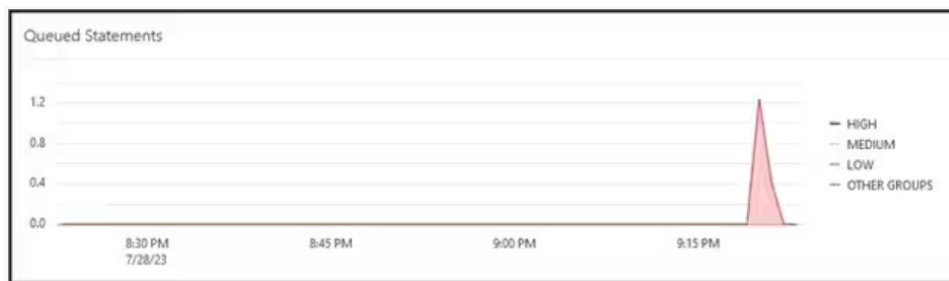 Queued Statements
1.2
0.8
0.4
0.0
8:30 PM
7/28/23
8:45 PM
9:00 PM
9:15 PM
HIGH
MEDIUM
LOW
OTHER GROUPS